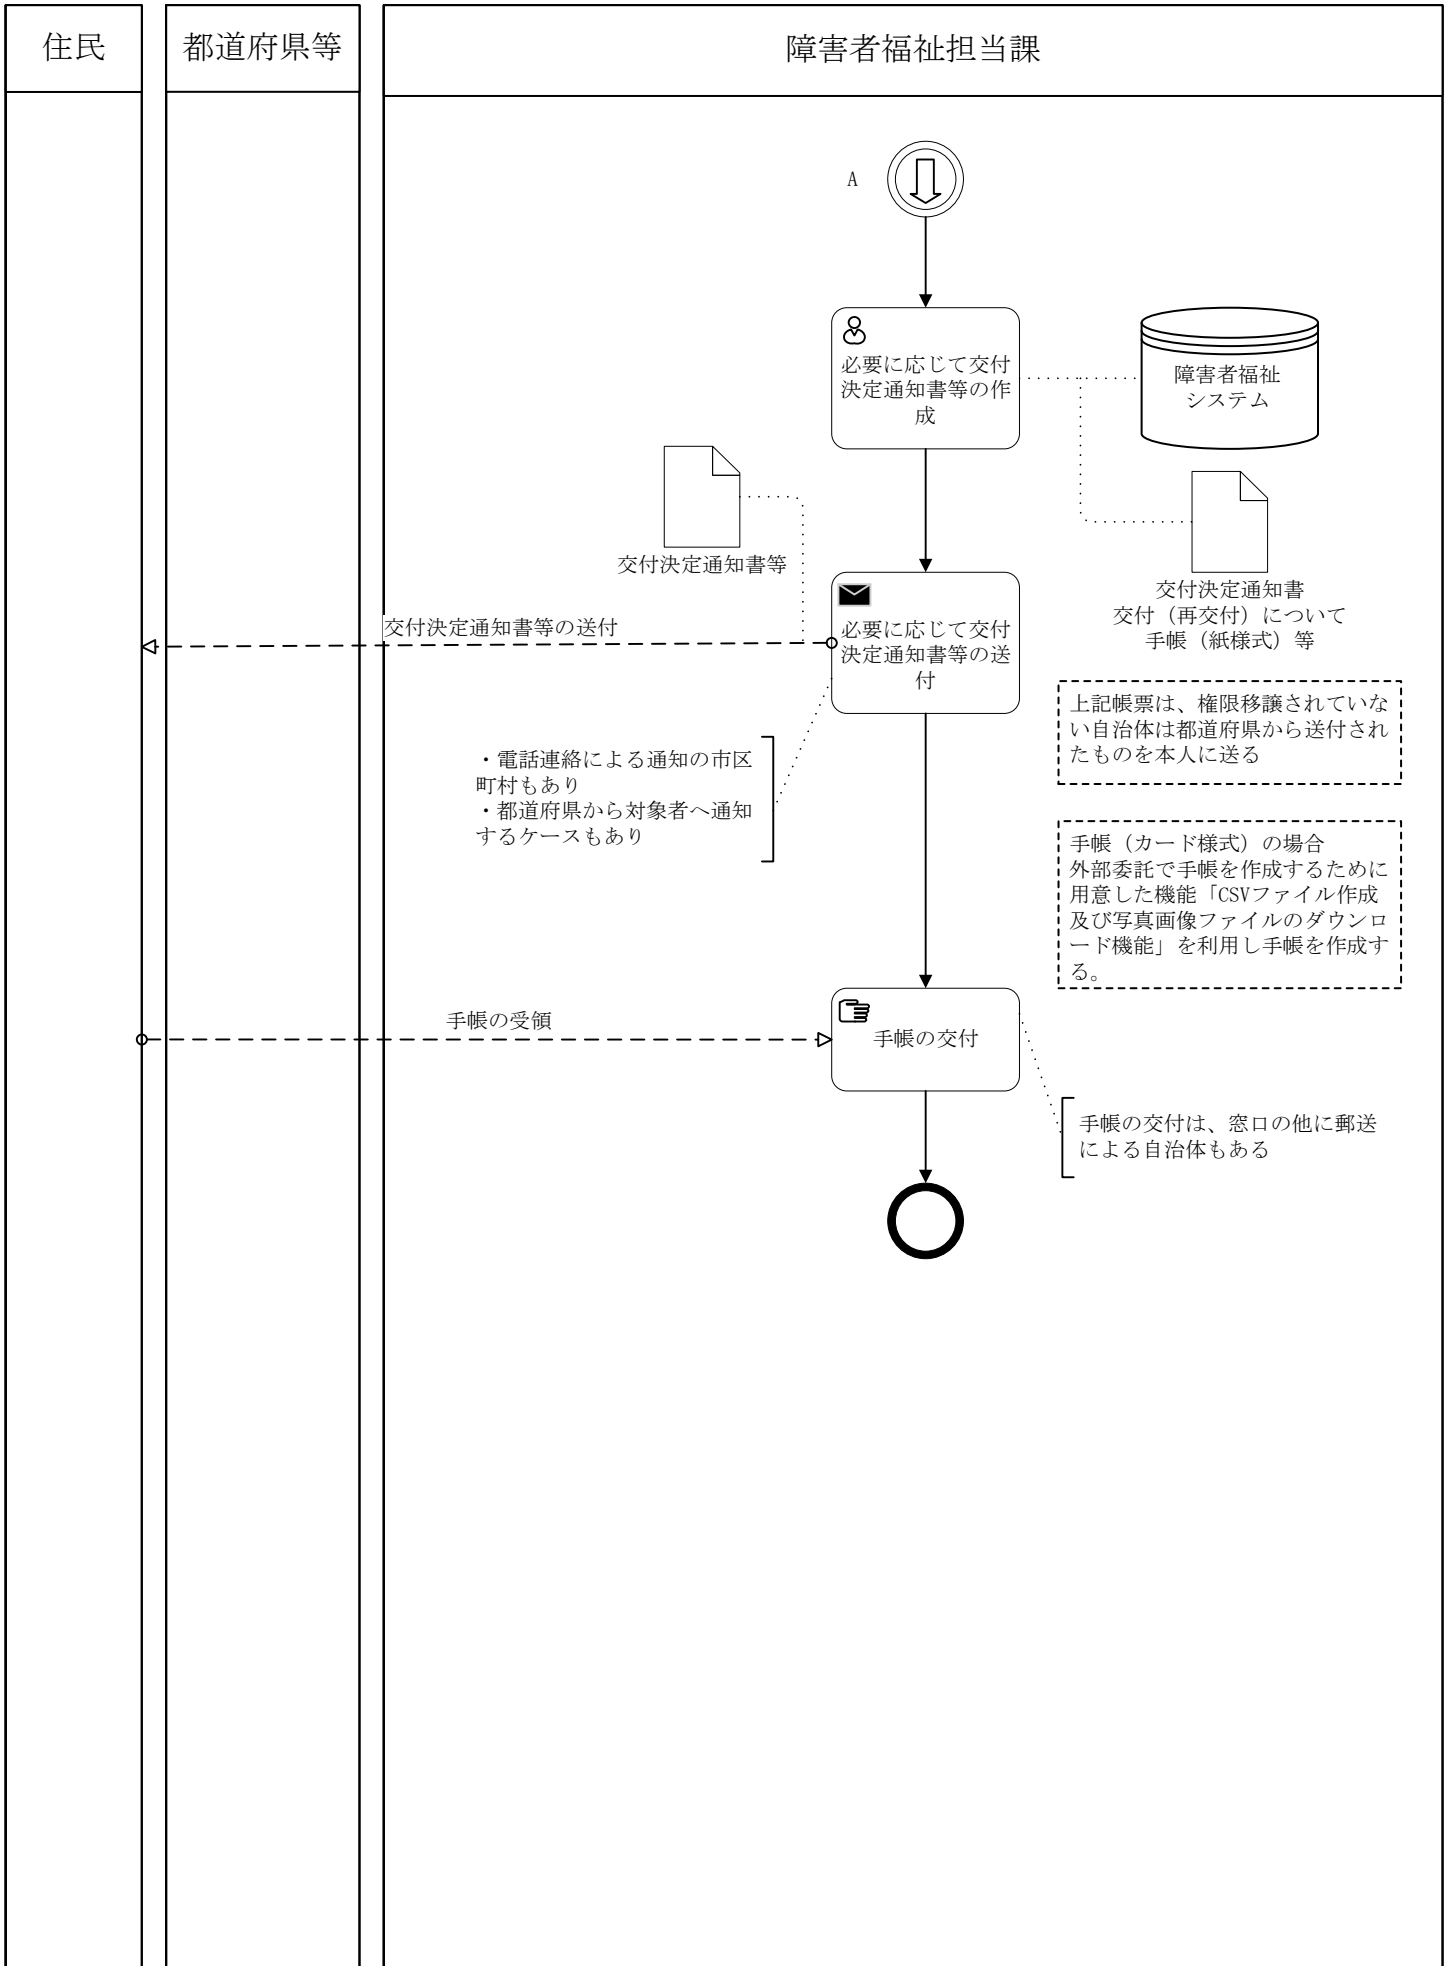 住民
都道府県等
障害者福祉担当課
A
必要に応じて交付
決定通知書等の作
成
障害者福祉
システム
交付決定通知書等
交付決定通知書
交付（再交付）について
手帳（紙様式）等
交付決定通知書等の送付
必要に応じて交付
決定通知書等の送
付
上記帳票は、権限移譲されていな
い自治体は都道府県から送付され
たものを本人に送る
・電話連絡による通知の市区
町村もあり
・都道府県から対象者へ通知
するケースもあり
手帳（カード様式）の場合
外部委託で手帳を作成するために
用意した機能「CSVファイル作成
及び写真画像ファイルのダウンロ
ード機能」を利用し手帳を作成す
る。
手帳の受領
手帳の交付
手帳の交付は、窓口の他に郵送
による自治体もある